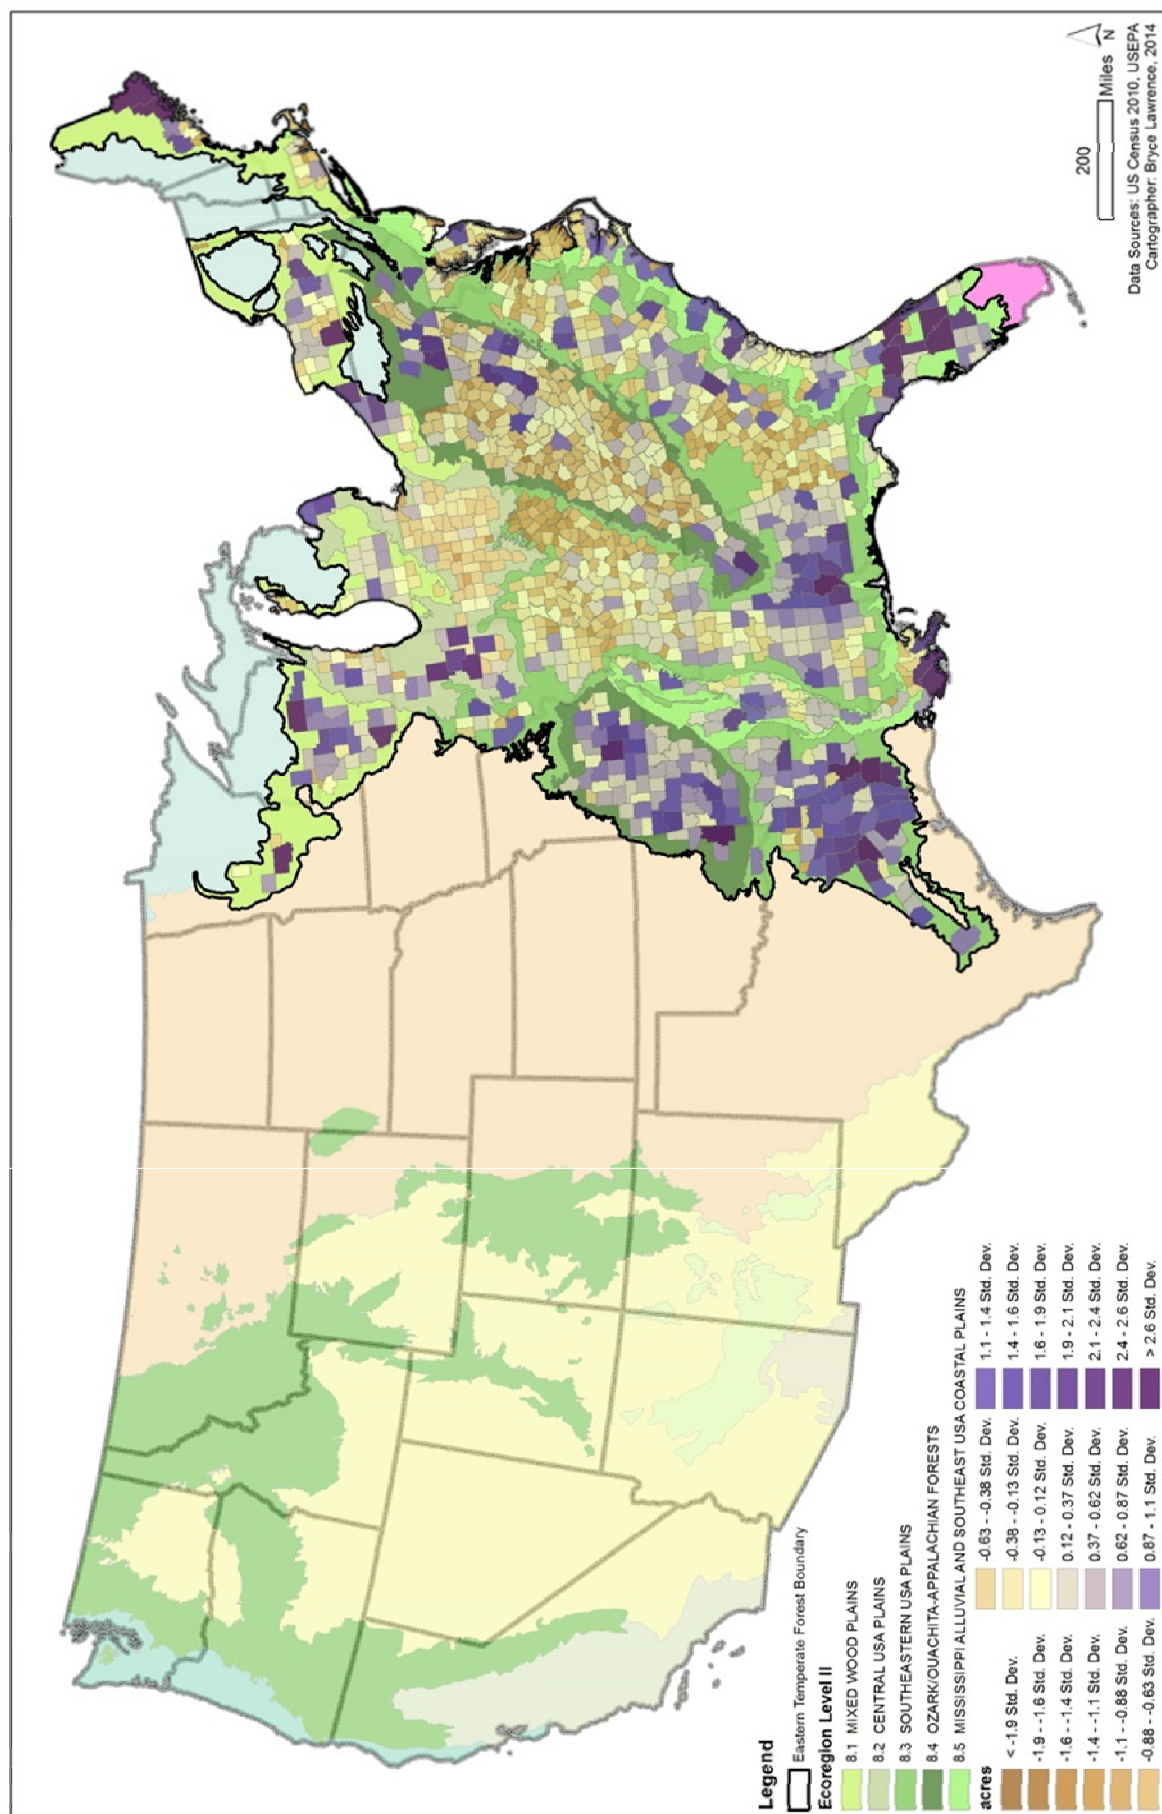 200
Miles
N
Data Sources: US Census 2010, USEPA
Cartographer: Bryce Lawrence, 2014
Legend
Eastern Temperate Forest Boundary
Ecoregion Level II
8.1 MIXED WOOD PLAINS
8.2 CENTRAL USA PLAINS
8.3 SOUTHEASTERN USA PLAINS
8.4 OZARK/OUACHITA-APPALACHIAN FORESTS
8.5 MISSISSIPPI ALLUVIAL AND SOUTHEAST USA COASTAL PLAINS
acres
< -1.9 Std. Dev.
-1.9 - -1.6 Std. Dev.
-1.6 - -1.4 Std. Dev.
-1.4 - -1.1 Std. Dev.
-1.1 - -0.88 Std. Dev.
-0.88 - -0.63 Std. Dev.
-0.63 - -0.38 Std. Dev.
-0.38 - -0.13 Std. Dev.
-0.13 - 0.12 Std. Dev.
0.12 - 0.37 Std. Dev.
0.37 - 0.62 Std. Dev.
0.62 - 0.87 Std. Dev.
0.87 - 1.1 Std. Dev.
1.1 - 1.4 Std. Dev.
1.4 - 1.6 Std. Dev.
1.6 - 1.9 Std. Dev.
1.9 - 2.1 Std. Dev.
2.1 - 2.4 Std. Dev.
2.4 - 2.6 Std. Dev.
> 2.6 Std. Dev.